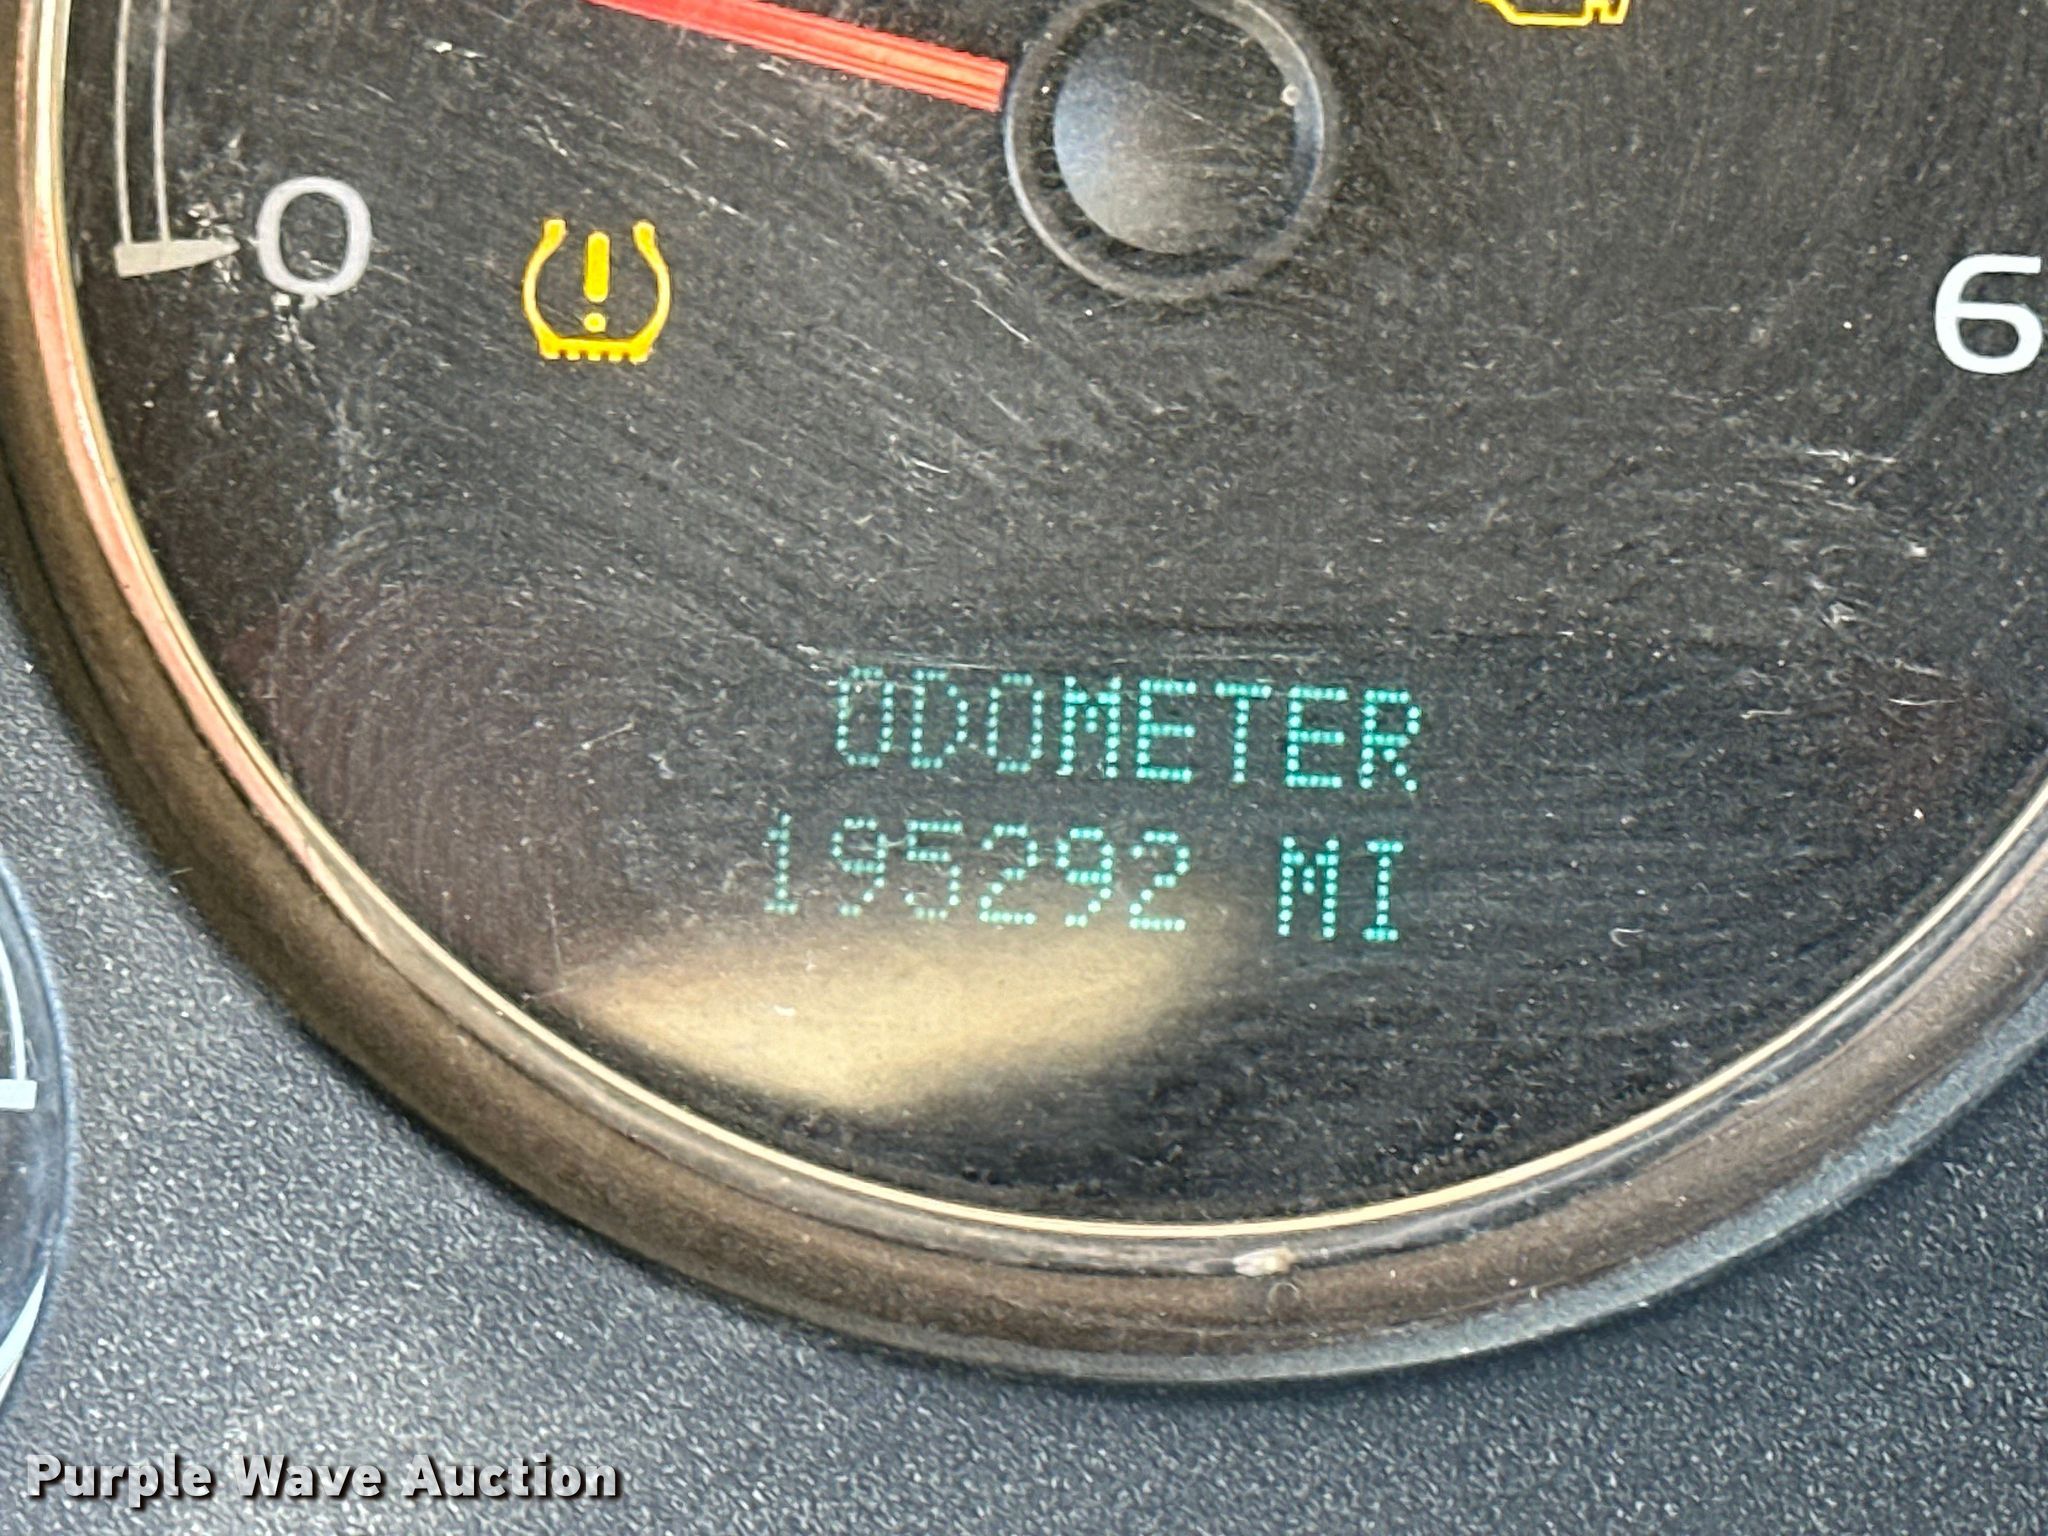 0
6
ODOMETER
195292 MI
Purple Wave Auction